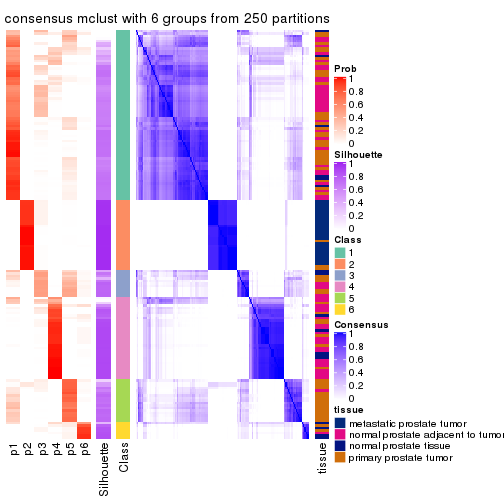 consensus mclust with 6 groups from 250 partitions
Prob
1
0.8
0.6
0.4
0.2
0
Silhouette
1
0.8
0.6
0.4
0.2
0
Class
1
2
3
4
5
6
Consensus
1
0.8
0.6
0.4
0.2
0
tissue
metastatic prostate tumor
normal prostate adjacent to tumor
normal prostate tissue
primary prostate tumor
p1
p2
p3
p4
p5
p6
Silhouette
Class
tissue